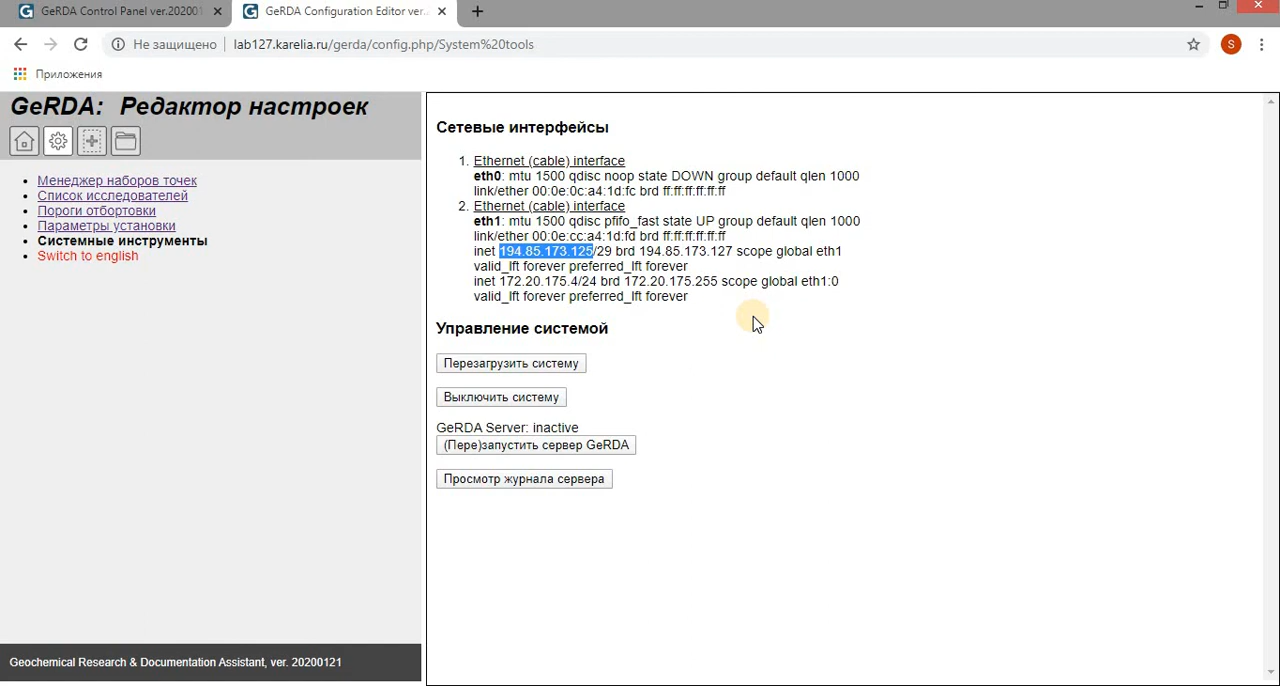 GeRDA Control Panel ver.20200
GeRDA Configuration Editor ver.
Не защищено
lab127.karelia.ru/gerda/config.php/System%20tools
S
Приложения
GeRDA: Редактор настроек
Менеджер наборов точек
Список исследователей
Пороги отбортовки
Параметры установки
Системные инструменты
Switch to english
Geochemical Research & Documentation Assistant, ver. 20200121
Сетевые интерфейсы
1. Ethernet (cable) interface
eth0: mtu 1500 qdisc noop state DOWN group default qlen 1000
link/ether 00:0e:0c:a4:1d:fc brd ff:ff:ff:ff:ff:ff
2. Ethernet (cable) interface
eth1: mtu 1500 qdisc pfifo_fast state UP group default qlen 1000
link/ether 00:0e:cc:a4:1d:fd brd ff:ff:ff:ff:ff:ff
inet 194.85.173.125/29 brd 194.85.173.127 scope global eth1
valid_lft forever preferred_lft forever
inet 172.20.175.4/24 brd 172.20.175.255 scope global eth1:0
valid_lft forever preferred_lft forever
Управление системой
Перезагрузить систему
Выключить систему
GeRDA Server: inactive
(Пере)запустить сервер GeRDA
Просмотр журнала сервера